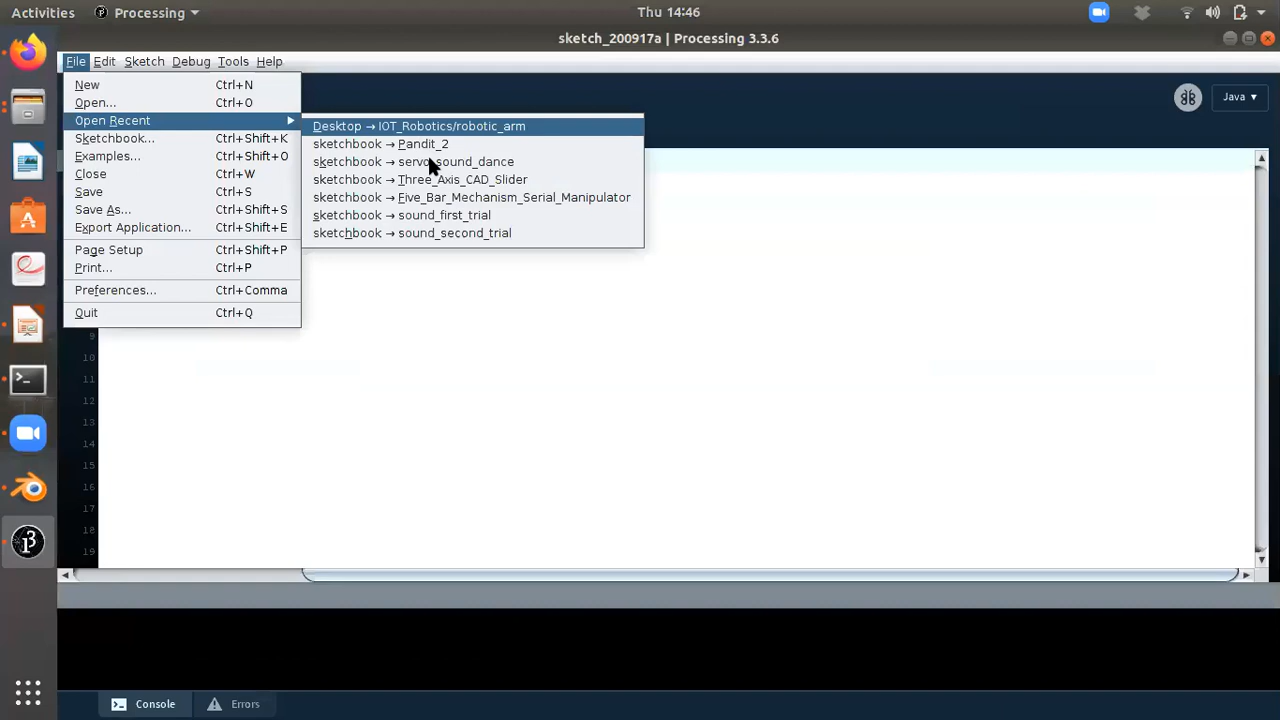 Activities
Processing
Thu 14:46
sketch_200917a | Processing 3.3.6
File Edit Sketch Debug Tools Help
Java
New Ctrl+N
Open... Ctrl+O
Open Recent
Sketchbook... Ctrl+Shift+K
Examples... Ctrl+Shift+O
Close Ctrl+W
Save Ctrl+S
Save As... Ctrl+Shift+S
Export Application... Ctrl+Shift+E
Page Setup Ctrl+Shift+P
Print... Ctrl+P
Preferences... Ctrl+Comma
Quit Ctrl+Q
Desktop → IOT_Robotics/robotic_arm
sketchbook → Pandit_2
sketchbook → servo_sound_dance
sketchbook → Three_Axis_CAD_Slider
sketchbook → Five_Bar_Mechanism_Serial_Manipulator
sketchbook → sound_first_trial
sketchbook → sound_second_trial
9
10
11
12
13
14
15
16
17
18
19
Console
Errors